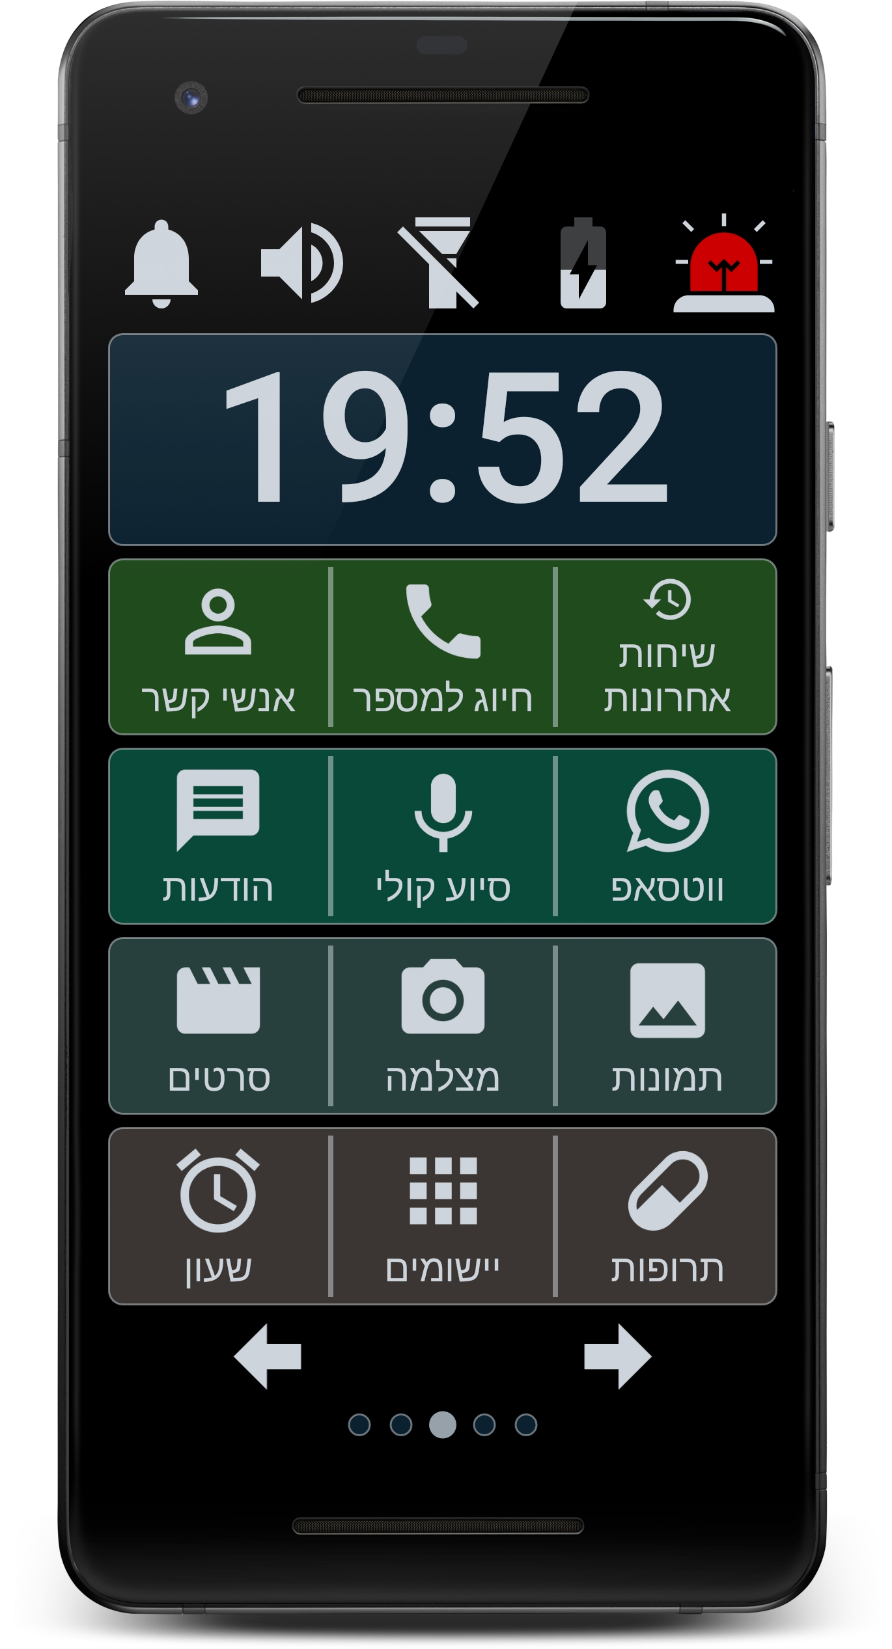 19:52
שיחות
אחרונות
חיוג למספר
אנשי קשר
ווטסאפ
סיוע קולי
הודעות
תמונות
מצלמה
סרטים
תרופות
יישומים
שעון